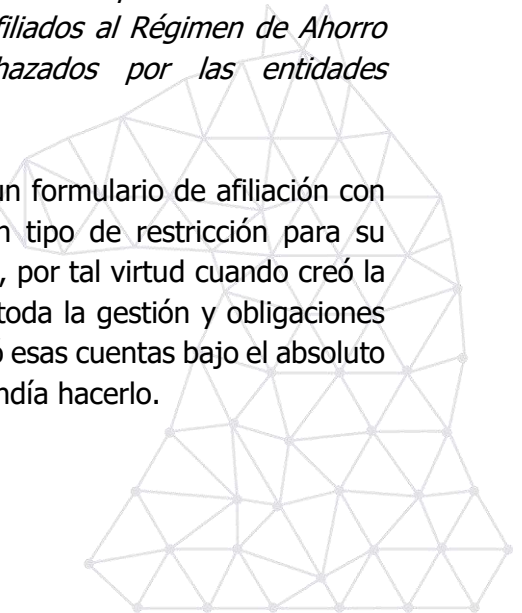 filiados al Régimen de Ahorro
hazados por las entidades
un formulario de afiliación con
n tipo de restricción para su
, por tal virtud cuando creó la
toda la gestión y obligaciones
esas cuentas bajo el absoluto
ndía hacerlo.